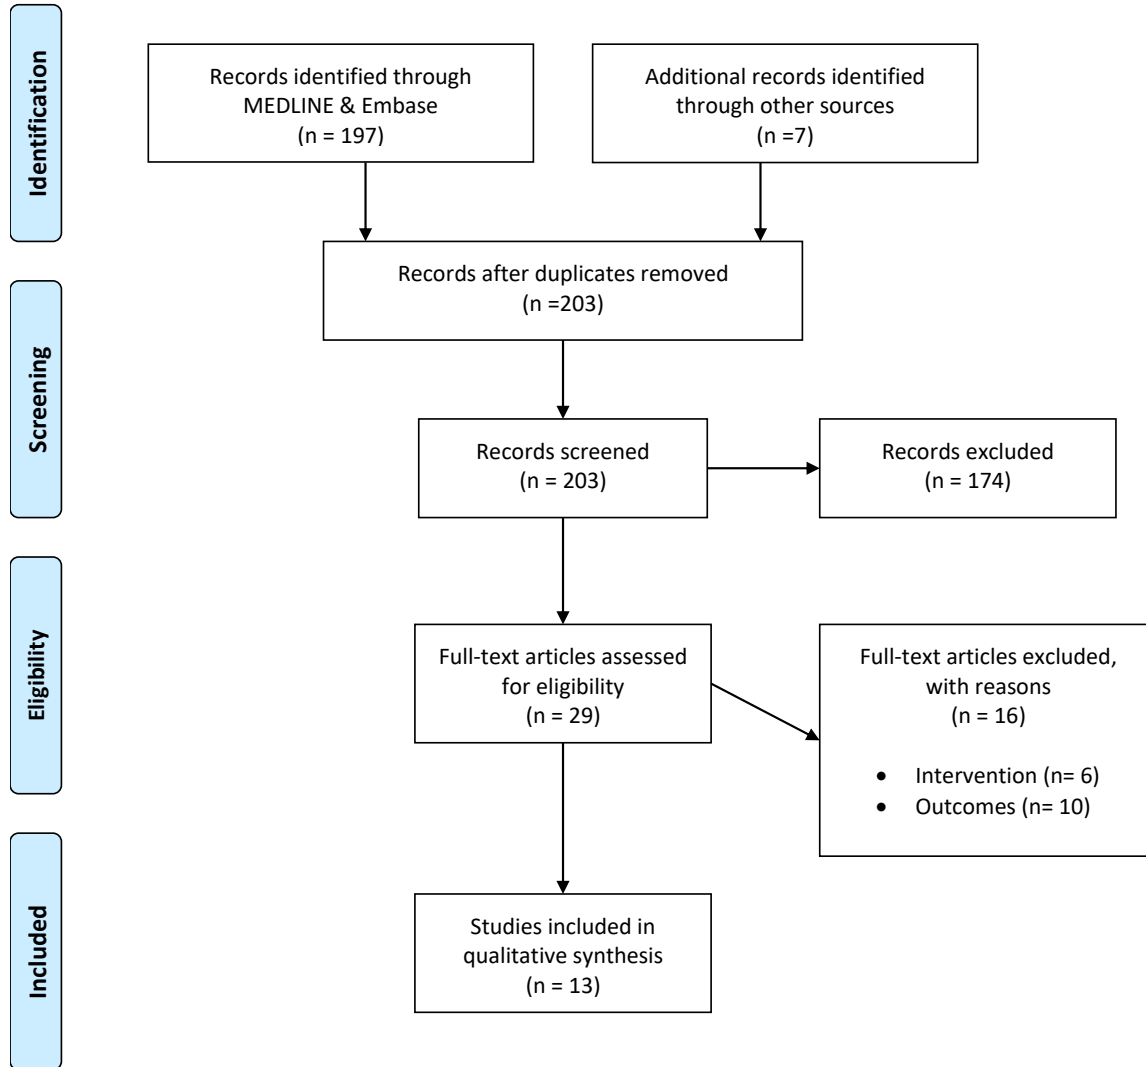 Identification
Records identified through
MEDLINE & Embase
(n = 197)
Additional records identified
through other sources
(n =7)
Records after duplicates removed
(n =203)
Screening
Records screened
(n = 203)
Records excluded
(n = 174)
Eligibility
Full-text articles assessed
for eligibility
(n = 29)
Full-text articles excluded,
with reasons
(n = 16)
• Intervention (n= 6)
• Outcomes (n= 10)
Included
Studies included in
qualitative synthesis
(n = 13)